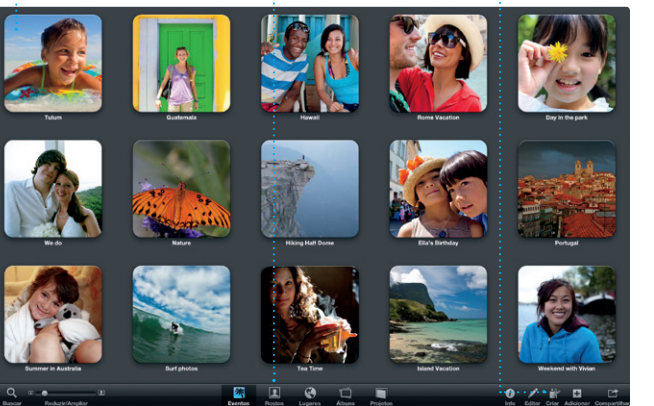 Tulum
Guatemala
Hawaii
Rome Vacation
Day in the park
We do
Nature
Hiking Half Dome
Ella's Birthday
Portugal
Summer in Australia
Surf photos
Tea Time
Island Vacation
Weekend with Vivian
Buscar
Reduzir/Ampliar
Eventos
Rostos
Lugares
Álbuns
Projetos
Info
Editar
Criar
Adicionar
Compartilhar